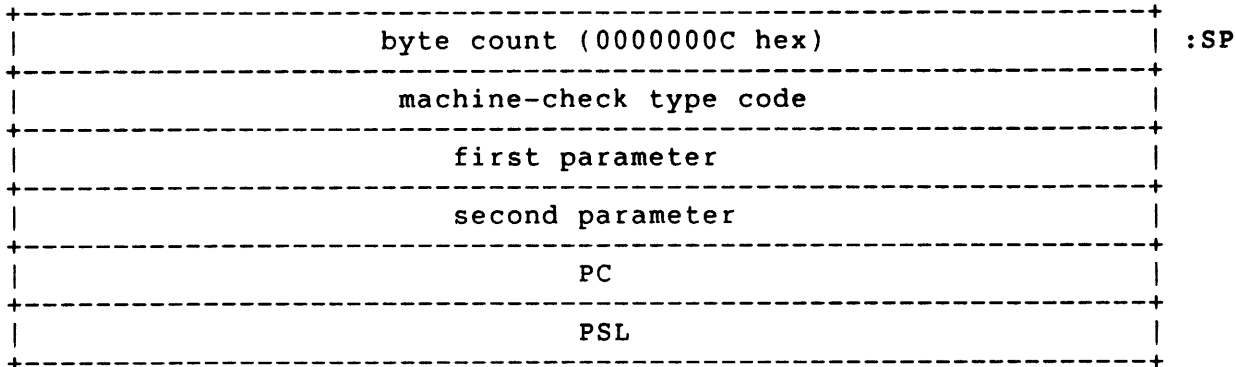 byte count (0000000C hex) :SP
machine-check type code
first parameter
second parameter
PC
PSL